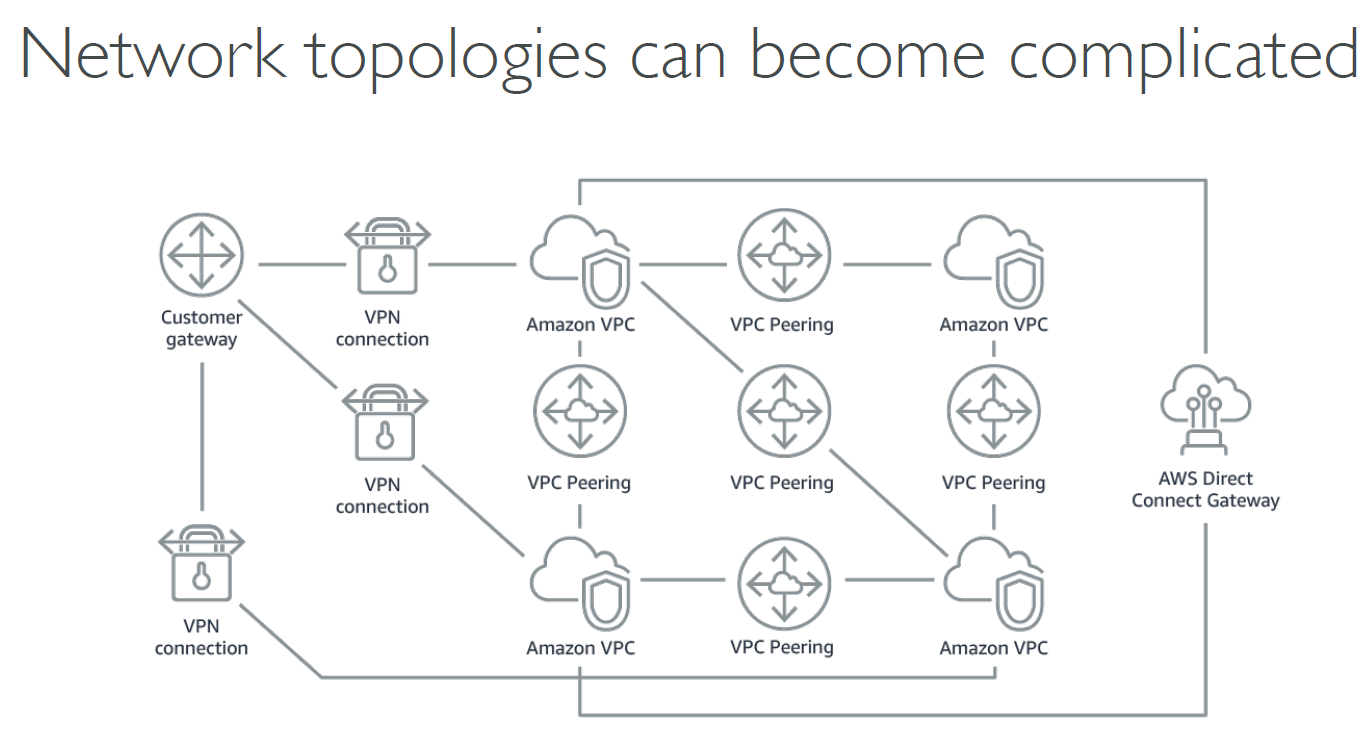 Network topologies can become complicated
Customer
gateway
VPN
connection
Amazon VPC
VPC Peering
Amazon VPC
VPN
connection
VPC Peering
VPC Peering
VPC Peering
AWS Direct
Connect Gateway
VPN
connection
Amazon VPC
VPC Peering
Amazon VPC